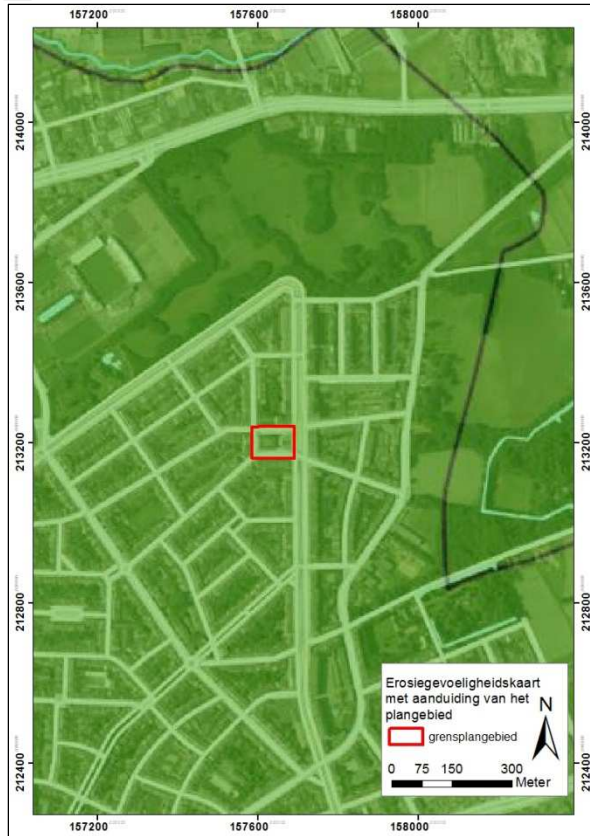 157200 157600 158000
214000 214000
213600 213600
213200 213200
212800 212800
212400 212400
Erosiegevoeligheidskaart
met aanduiding van het
plangebied
N
grensplangebied
0 75 150 300
Meter
157200 157600 158000